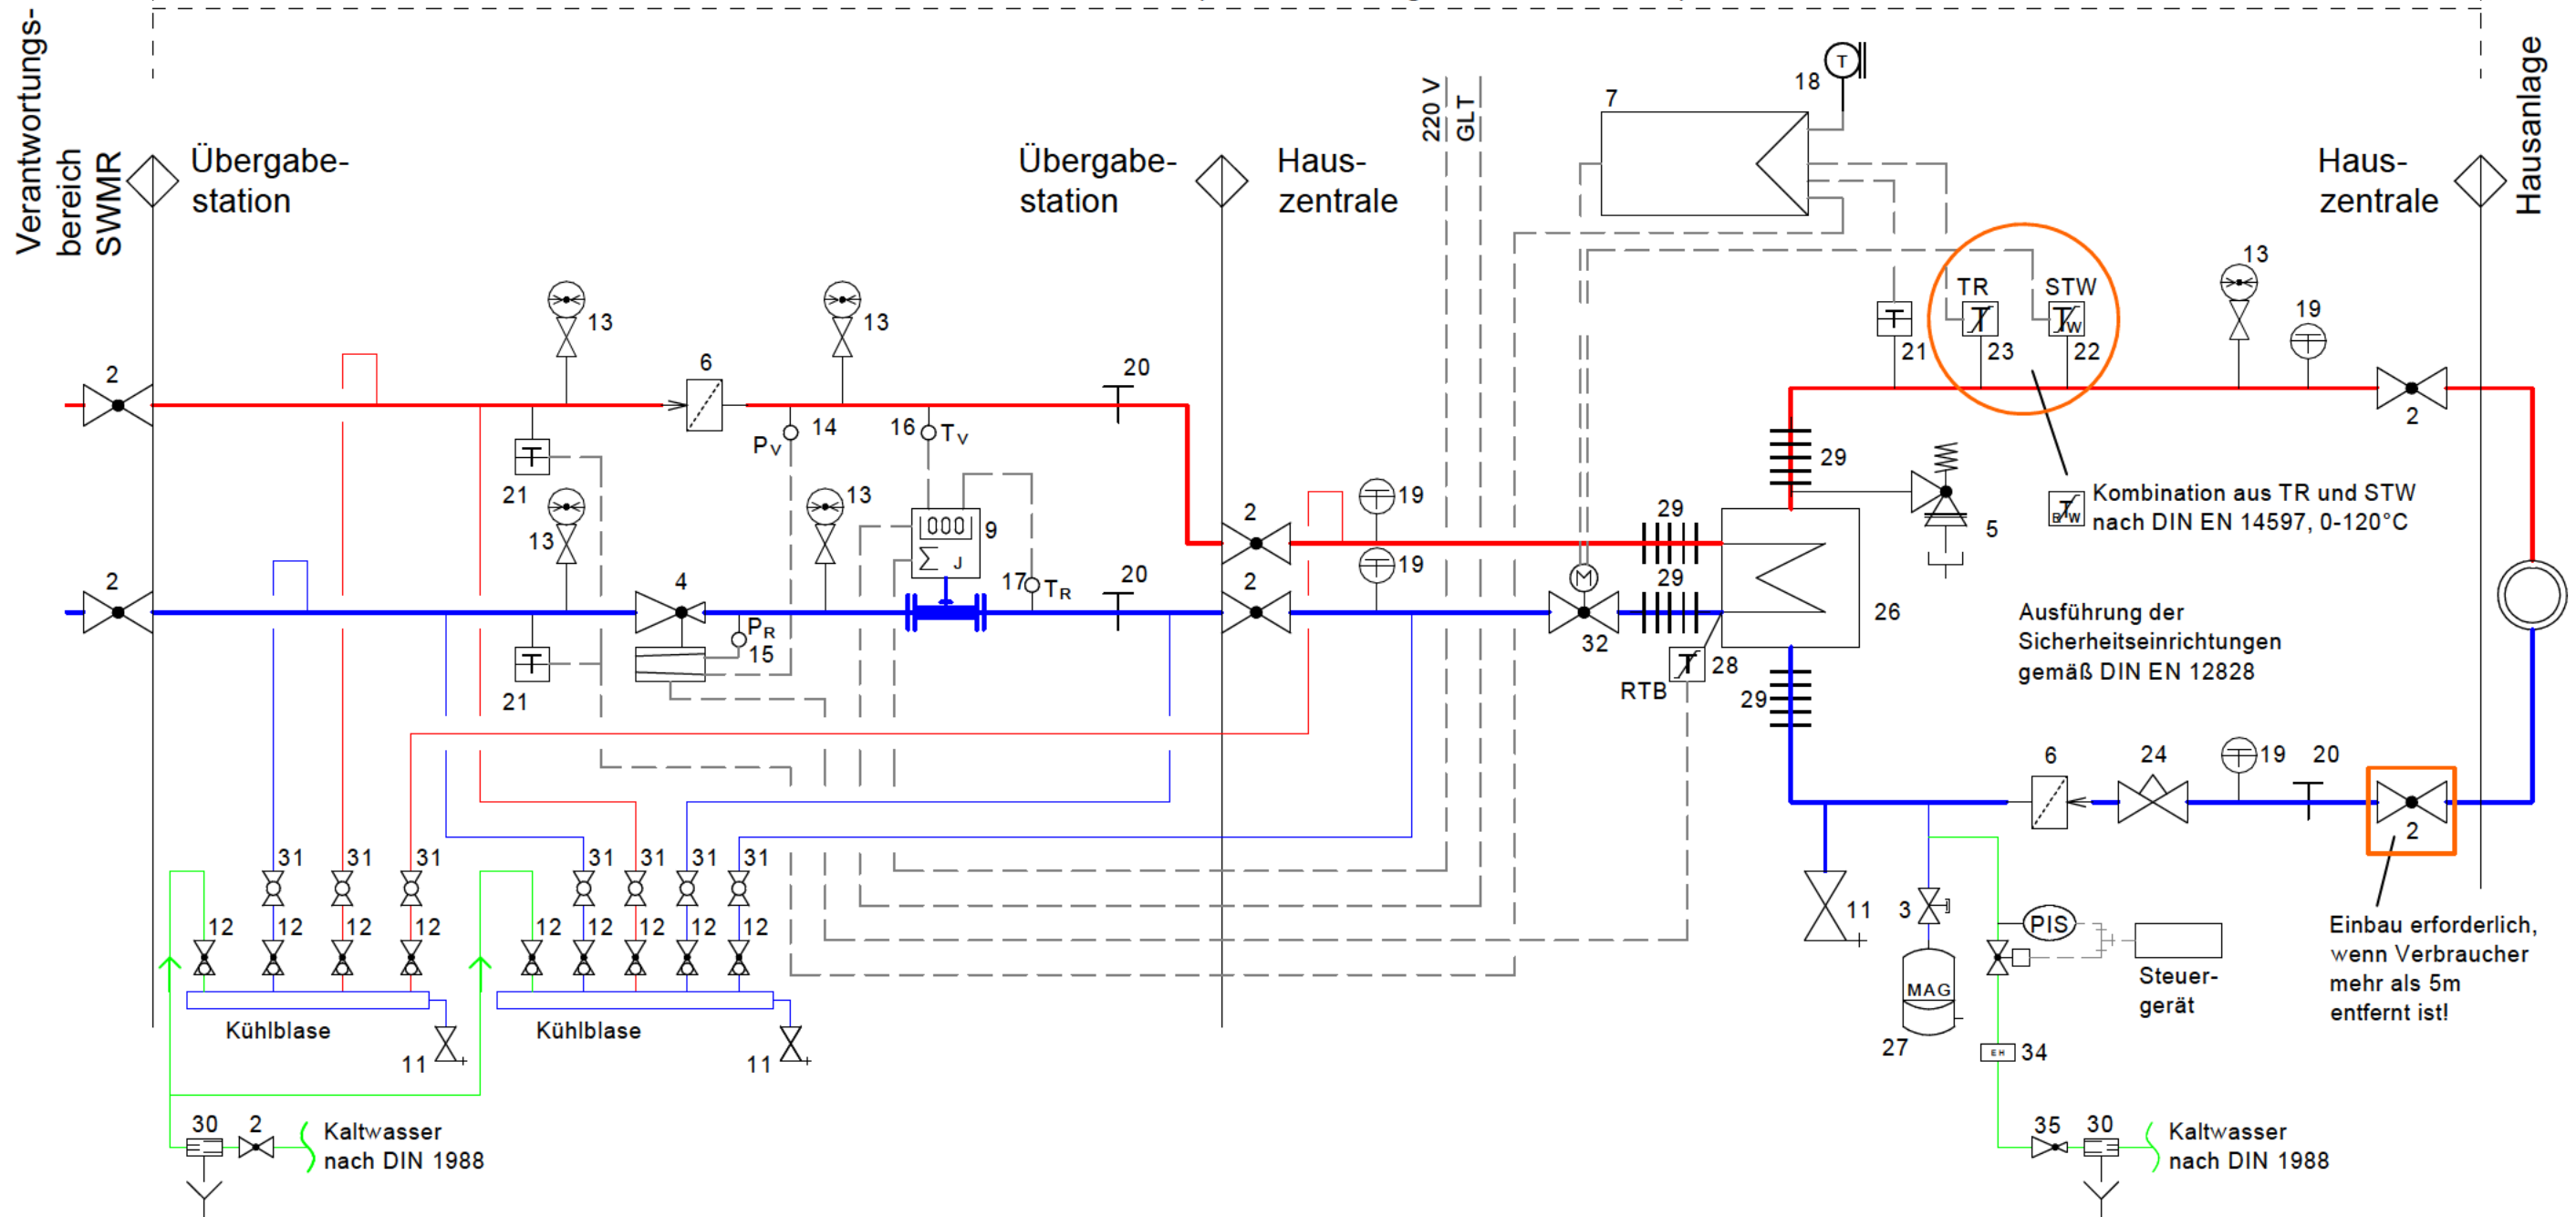 Verantwortungs-
bereich
SWMR
Übergabe-
station
Übergabe-
station
Haus-
zentrale
220 V
GLT
7
18
T
Haus-
zentrale
Hausanlage
2
13
6
13
20
14
PV
16
TV
T
21
13
13
9
000
Σ J
17
TR
20
2
4
PR
15
T
21
2
19
2
19
29
29
M
32
T
28
RTB
26
29
29
5
T
21
TR
T
23
STW
TW
22
13
19
2
TW
Kombination aus TR und STW
nach DIN EN 14597, 0-120°C
Ausführung der
Sicherheitseinrichtungen
gemäß DIN EN 12828
6
24
19
20
2
Einbau erforderlich,
wenn Verbraucher
mehr als 5m
entfernt ist!
31
31
31
31
31
31
31
12
12
12
12
12
12
12
12
12
Kühlblase
Kühlblase
11
11
11
3
MAG
27
PIS
Steuer-
gerät
EH
34
30
2
Kaltwasser
nach DIN 1988
35
30
Kaltwasser
nach DIN 1988